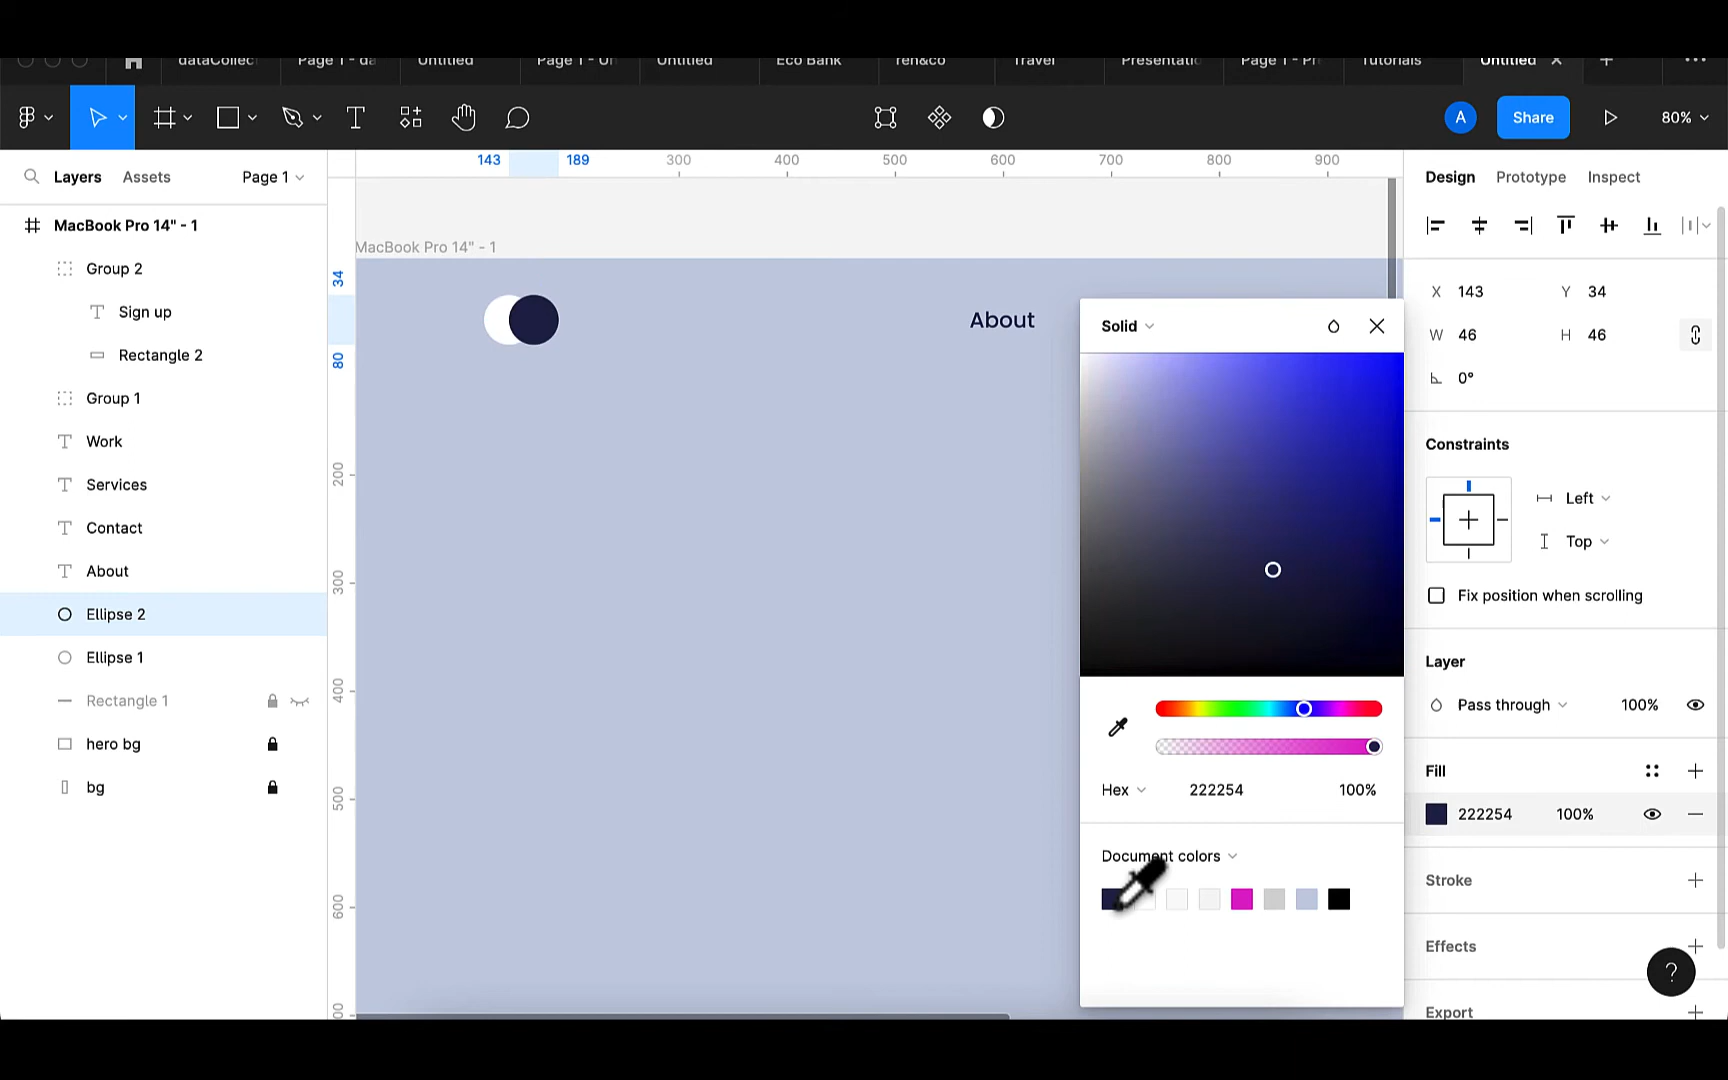 dataCollec
Page 1 - da
Untitled
Page 1 - Un
Untitled
Eco Bank
ren&co
Travel
Presentatic
Page 1 - Pr
Tutorials
Untitled
A
Share
80%
Layers
Assets
Page 1
143
189
300
400
500
600
700
800
900
Design
Prototype
Inspect
MacBook Pro 14" - 1
Group 2
Sign up
Rectangle 2
Group 1
Work
Services
Contact
About
Ellipse 2
Ellipse 1
Rectangle 1
hero bg
bg
MacBook Pro 14" - 1
34
80
200
300
400
500
600
About
Solid
Hex
222254
100%
Document colors
X 143
Y 34
W 46
H 46
0°
Constraints
Left
Top
Fix position when scrolling
Layer
Pass through
100%
Fill
222254
100%
Stroke
Effects
?
Export